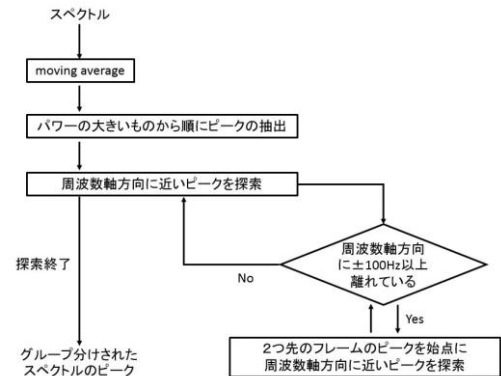 スペクトル
moving average
パワーの大きいものから順にピークの抽出
周波数軸方向に近いピークを探索
周波数軸方向
に±100Hz以上
離れている
探索終了
No
Yes
2つ先のフレームのピークを始点に
周波数軸方向に近いピークを探索
グループ分けされた
スペクトルのピーク